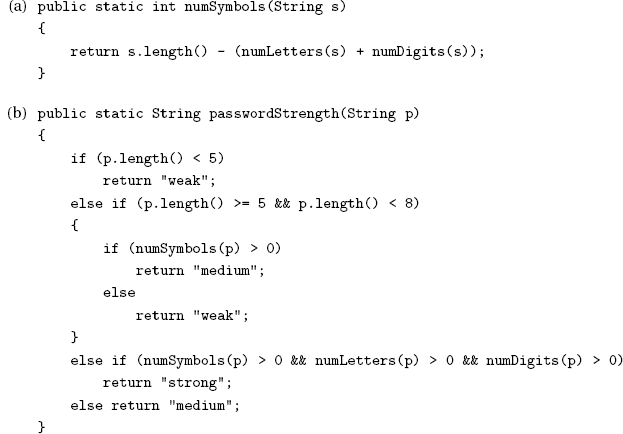 (a) public static int numSymbols(String s)
{
return s.length() - (numLetters(s) + numDigits(s));
}
(b) public static String passwordStrength(String p)
{
if (p.length() < 5)
return "weak";
else if (p.length() >= 5 && p.length() < 8)
{
if (numSymbols(p) > 0)
return "medium";
else
return "weak";
}
else if (numSymbols(p) > 0 && numLetters(p) > 0 && numDigits(p) > 0)
return "strong";
else return "medium";
}